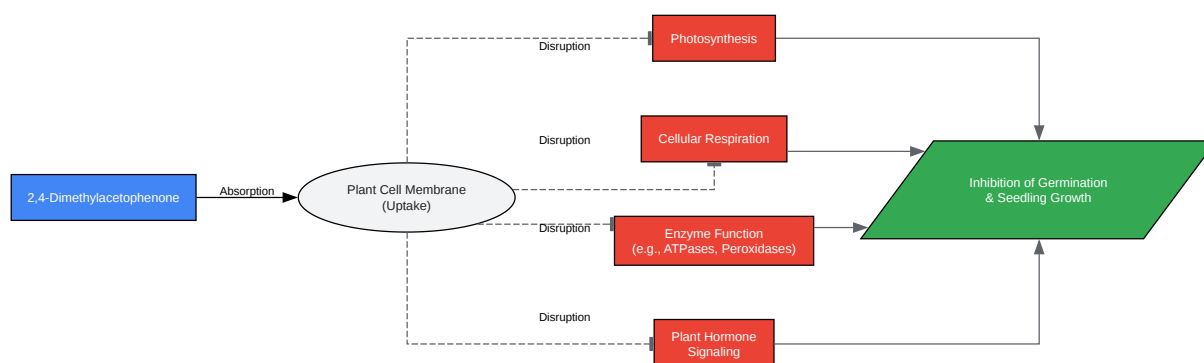 Photosynthesis
Disruption
Disruption
Cellular Respiration
2,4-Dimethylacetophenone
Absorption
Plant Cell Membrane
(Uptake)
Inhibition of Germination
& Seedling Growth
Disruption
Enzyme Function
(e.g., ATPases, Peroxidases)
Disruption
Plant Hormone
Signaling